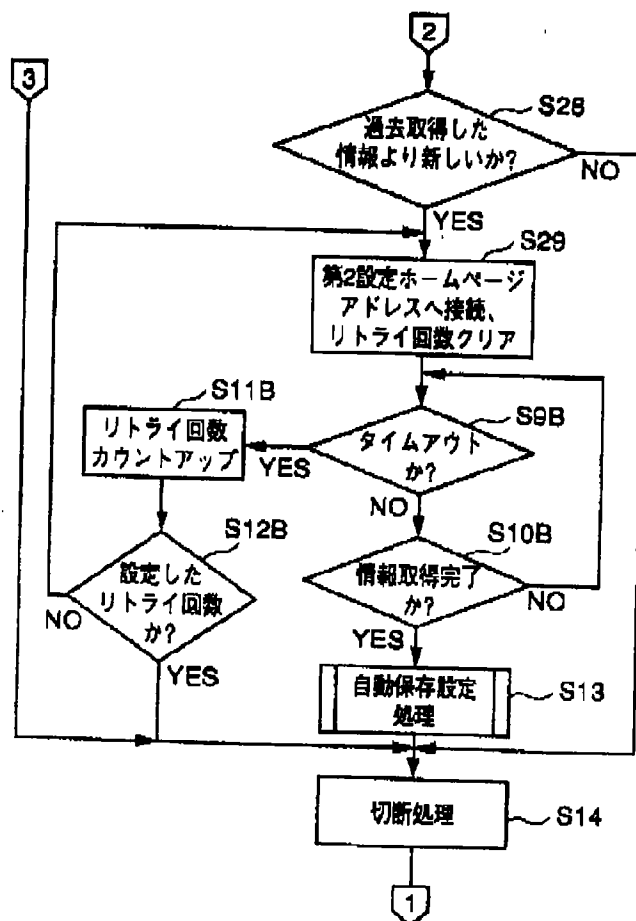 2
3
S28
過去取得した
情報より新しいか?
NO
YES
S29
第2設定ホームページ
アドレスへ接続、
リトライ回数クリア
S11B
リトライ回数
カウントアップ
YES
S9B
タイムアウト
か?
NO
S12B
設定した
リトライ回数
か?
NO
YES
S10B
情報取得完了
か?
NO
YES
自動保存設定
処理
S13
切断処理
S14
1